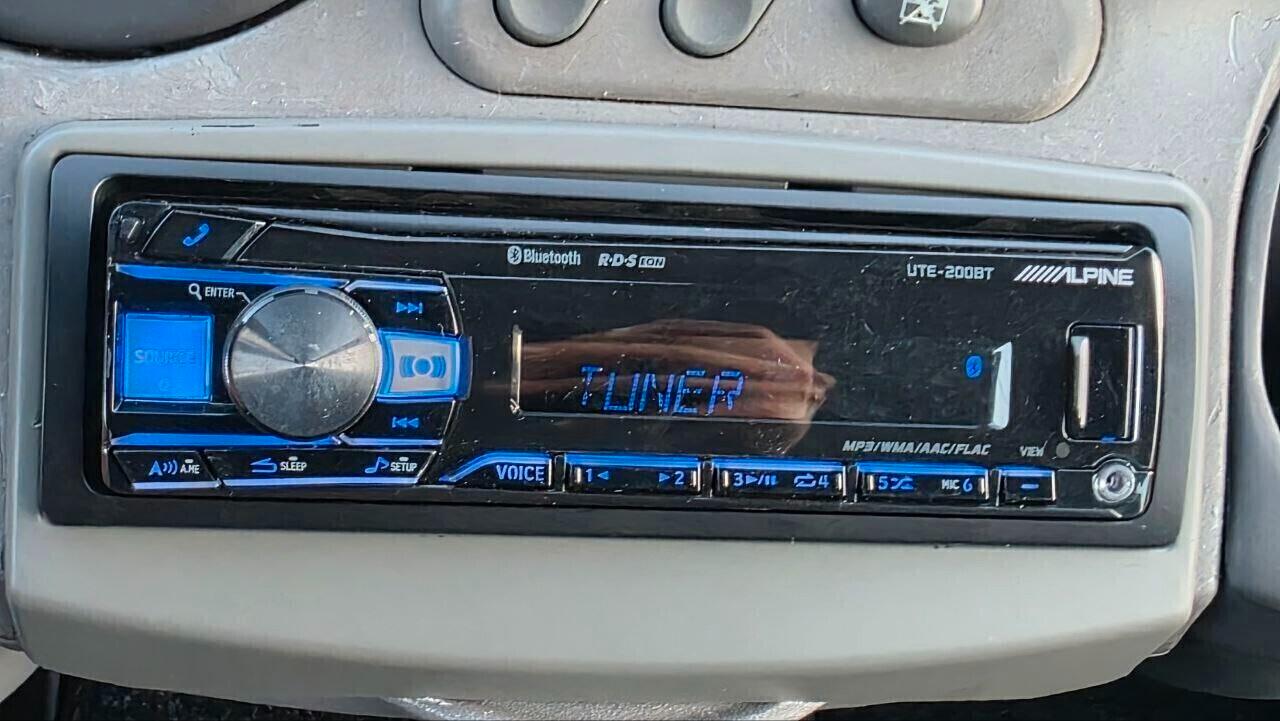 Bluetooth R·D·S EON
UTE-200BT ALPINE
ENTER
SOURCE
TUNER
MP3/WMA/AAC/FLAC VIEW
A A.ME SLEEP SETUP
VOICE 1 2 3 4 5 MIC 6